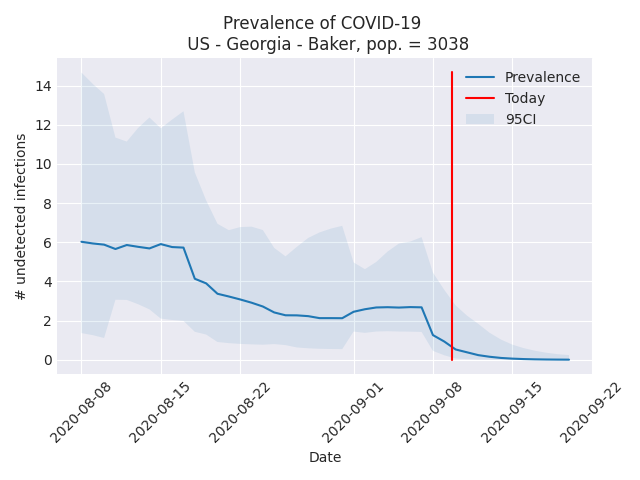 Prevalence of COVID-19
US - Georgia - Baker, pop. = 3038
Prevalence
Today
95CI
# undetected infections
14
12
10
8
6
4
2
0
2020-08-08
2020-08-15
2020-08-22
2020-09-01
2020-09-08
2020-09-15
2020-09-22
Date